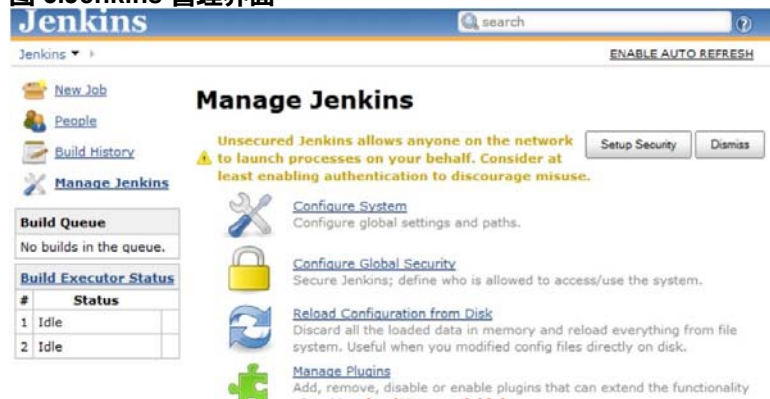 图 3.Jenkins 管理界面
Jenkins
search
Jenkins
ENABLE AUTO REFRESH
New Job
People
Build History
Manage Jenkins
Build Queue
No builds in the queue.
Build Executor Status
# Status
1 Idle
2 Idle
Manage Jenkins
Unsecured Jenkins allows anyone on the network
to launch processes on your behalf. Consider at
least enabling authentication to discourage misuse.
Setup Security
Dismiss
Configure System
Configure global settings and paths.
Configure Global Security
Secure Jenkins; define who is allowed to access/use the system.
Reload Configuration from Disk
Discard all the loaded data in memory and reload everything from file
system. Useful when you modified config files directly on disk.
Manage Plugins
Add, remove, disable or enable plugins that can extend the functionality